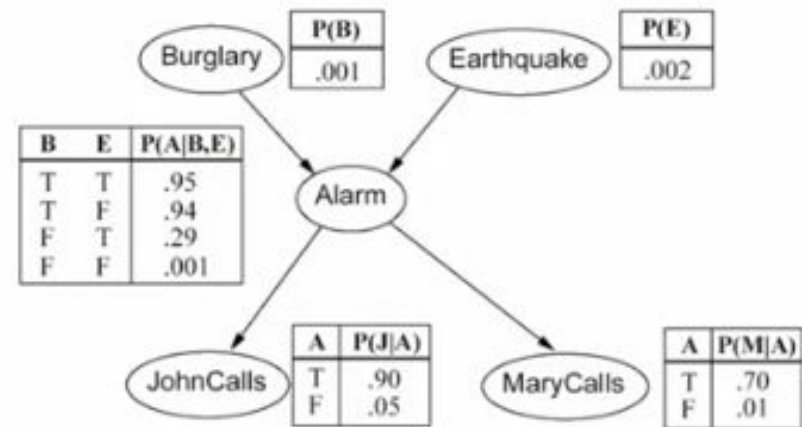 Burglary
P(B)
.001
Earthquake
P(E)
.002
B E P(A|B,E)
T T .95
T F .94
F T .29
F F .001
Alarm
JohnCalls
A P(J|A)
T .90
F .05
MaryCalls
A P(M|A)
T .70
F .01